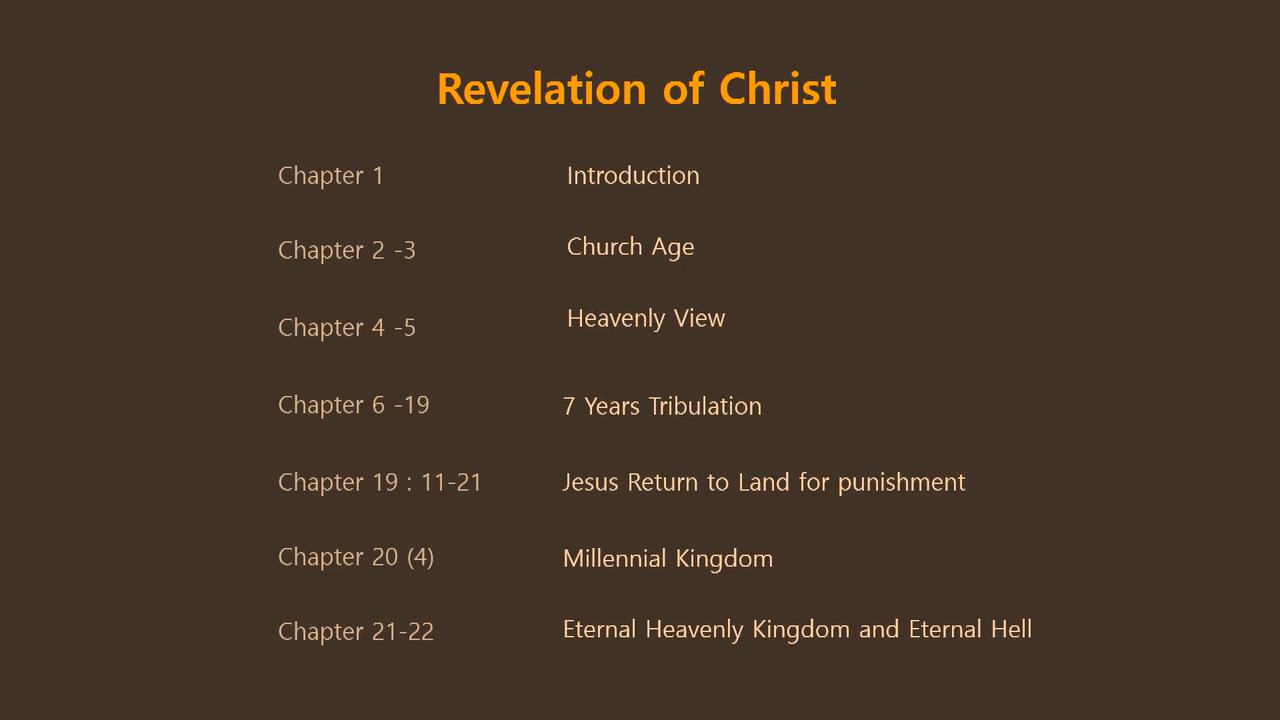 Revelation of Christ
Chapter 1 Introduction
Chapter 2 -3 Church Age
Chapter 4 -5 Heavenly View
Chapter 6 -19 7 Years Tribulation
Chapter 19 : 11-21 Jesus Return to Land for punishment
Chapter 20 (4) Millennial Kingdom
Chapter 21-22 Eternal Heavenly Kingdom and Eternal Hell